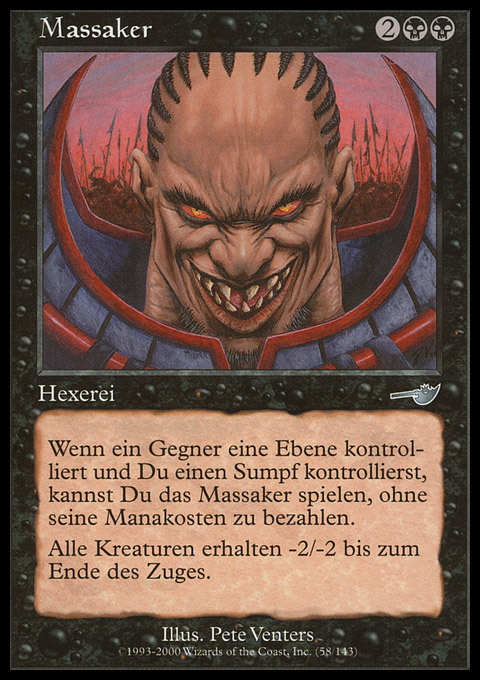 Massaker 2
Hexerei
Wenn ein Gegner eine Ebene kontrol-
liert und Du einen Sumpf kontrollierst,
kannst Du das Massaker spielen, ohne
seine Manakosten zu bezahlen.
Alle Kreaturen erhalten -2/-2 bis zum
Ende des Zuges.
Illus. Pete Venters
©1993-2000 Wizards of the Coast, Inc. (58/143)